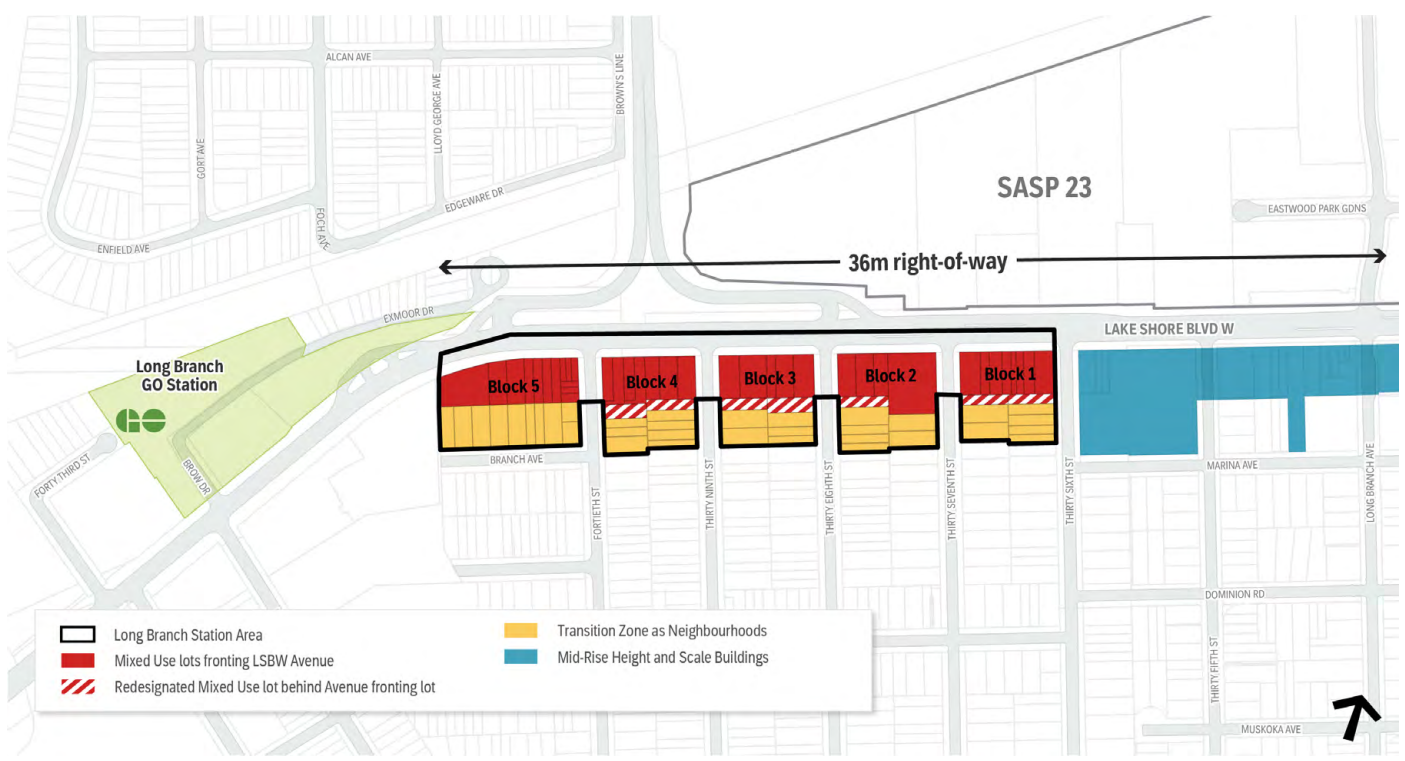 ALCAN AVE
GORT AVE
LLOYD GEORGE AVE
BROWN'S LINE
FOCH AVE
EDGEWARE DR
ENFIELD AVE
SASP 23
EASTWOOD PARK GDNS
36m right-of-way
EXMOOR DR
LAKE SHORE BLVD W
Long Branch
GO Station
GO
Block 5
Block 4
Block 3
Block 2
Block 1
FORTY THIRD ST
BROW DR
BRANCH AVE
FORTIETH ST
THIRTY NINTH ST
THIRTY EIGHTH ST
THIRTY SEVENTH ST
THIRTY SIXTH ST
MARINA AVE
LONG BRANCH AVE
DOMINION RD
THIRTY FIFTH ST
MUSKOKA AVE
Long Branch Station Area
Mixed Use lots fronting LSBW Avenue
Redesignated Mixed Use lot behind Avenue fronting lot
Transition Zone as Neighbourhoods
Mid-Rise Height and Scale Buildings